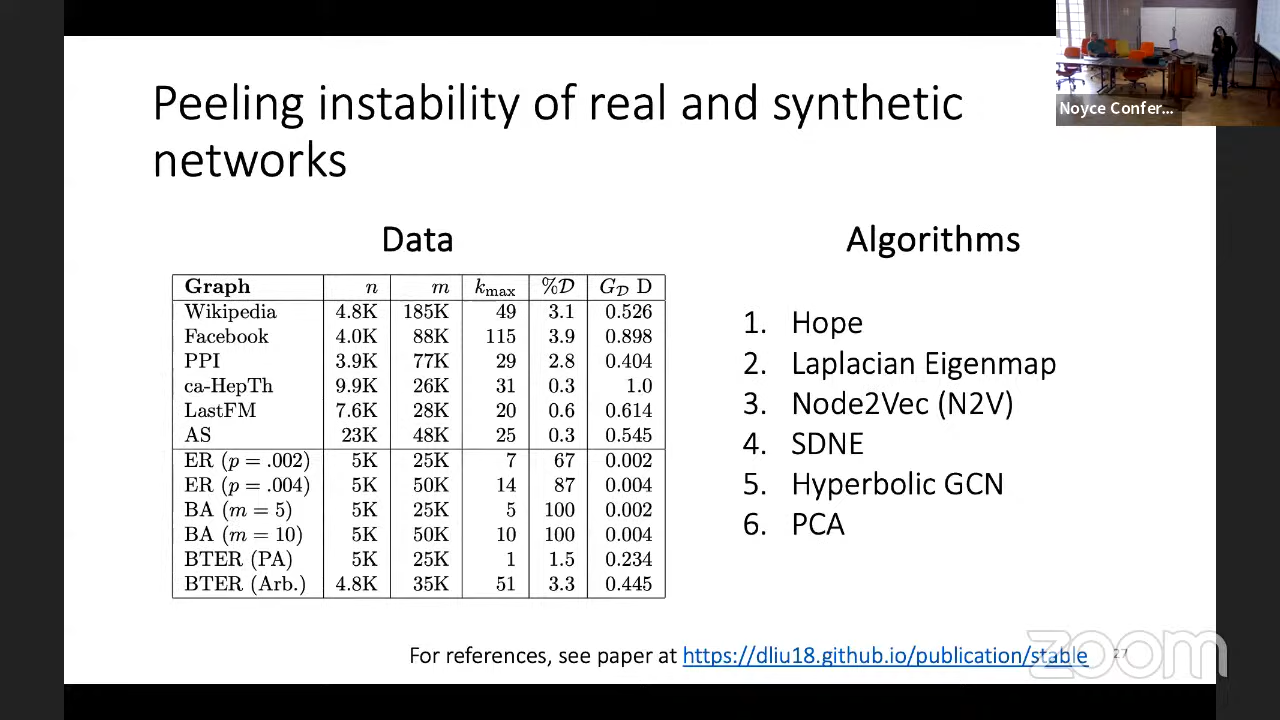 Peeling instability of real and synthetic
networks
Noyce Confer...
Data
Algorithms
Graph n m kmax %𝒟 G𝒟 D
Wikipedia 4.8K 185K 49 3.1 0.526
Facebook 4.0K 88K 115 3.9 0.898
PPI 3.9K 77K 29 2.8 0.404
ca-HepTh 9.9K 26K 31 0.3 1.0
LastFM 7.6K 28K 20 0.6 0.614
AS 23K 48K 25 0.3 0.545
ER (p = .002) 5K 25K 7 67 0.002
ER (p = .004) 5K 50K 14 87 0.004
BA (m = 5) 5K 25K 5 100 0.002
BA (m = 10) 5K 50K 10 100 0.004
BTER (PA) 5K 25K 1 1.5 0.234
BTER (Arb.) 4.8K 35K 51 3.3 0.445
1. Hope
2. Laplacian Eigenmap
3. Node2Vec (N2V)
4. SDNE
5. Hyperbolic GCN
6. PCA
For references, see paper at https://dliu18.github.io/publication/stable
27
zoom